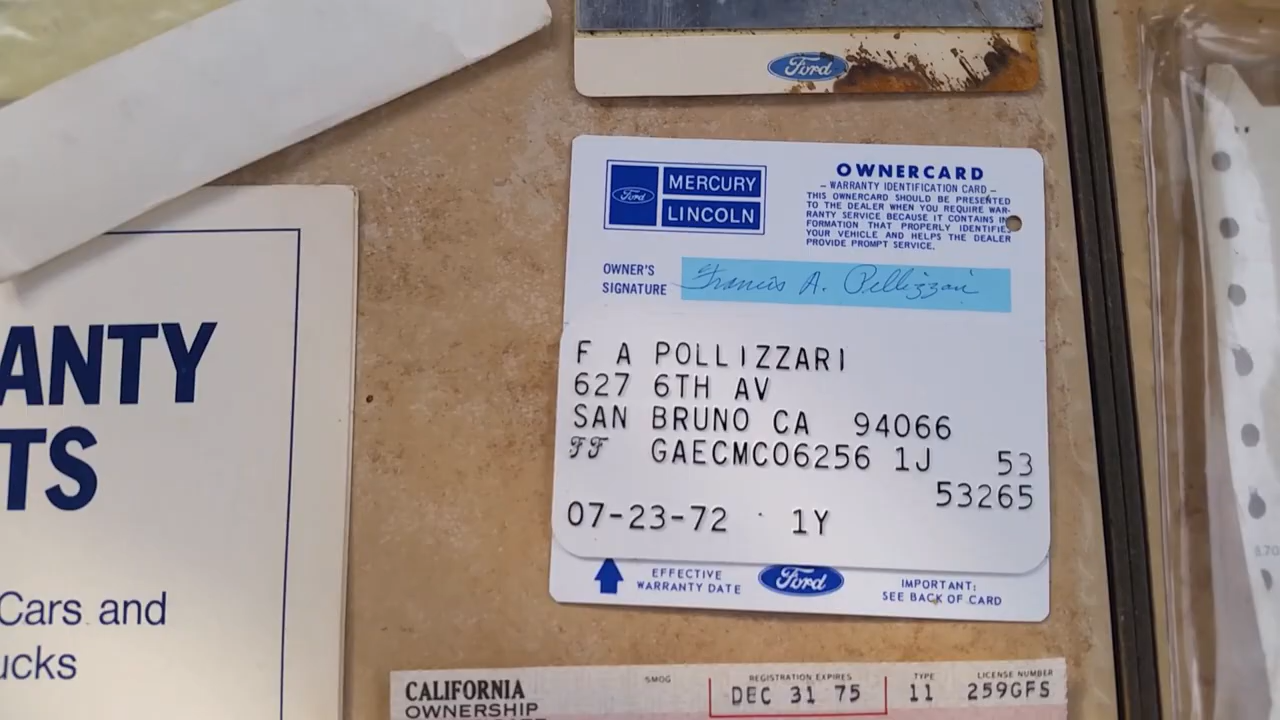 Ford
Ford
MERCURY
LINCOLN
OWNERCARD
– WARRANTY IDENTIFICATION CARD –
THIS OWNERCARD SHOULD BE PRESENTED
TO THE DEALER WHEN YOU REQUIRE WAR-
RANTY SERVICE BECAUSE IT CONTAINS IN-
FORMATION THAT PROPERLY IDENTIFIES
YOUR VEHICLE AND HELPS THE DEALER
PROVIDE PROMPT SERVICE.
OWNER'S
SIGNATURE
Francis A. Pellizzari
F A POLLIZZARI
627 6TH AV
SAN BRUNO CA 94066
FF GAECMC06256 1J 53
53265
07-23-72 1Y
EFFECTIVE
WARRANTY DATE
Ford
IMPORTANT:
SEE BACK OF CARD
ANTY
TS
Cars and
ucks
CALIFORNIA
OWNERSHIP
SMOG
REGISTRATION EXPIRES
DEC 31 75
TYPE
11
LICENSE NUMBER
259GFS
8.70